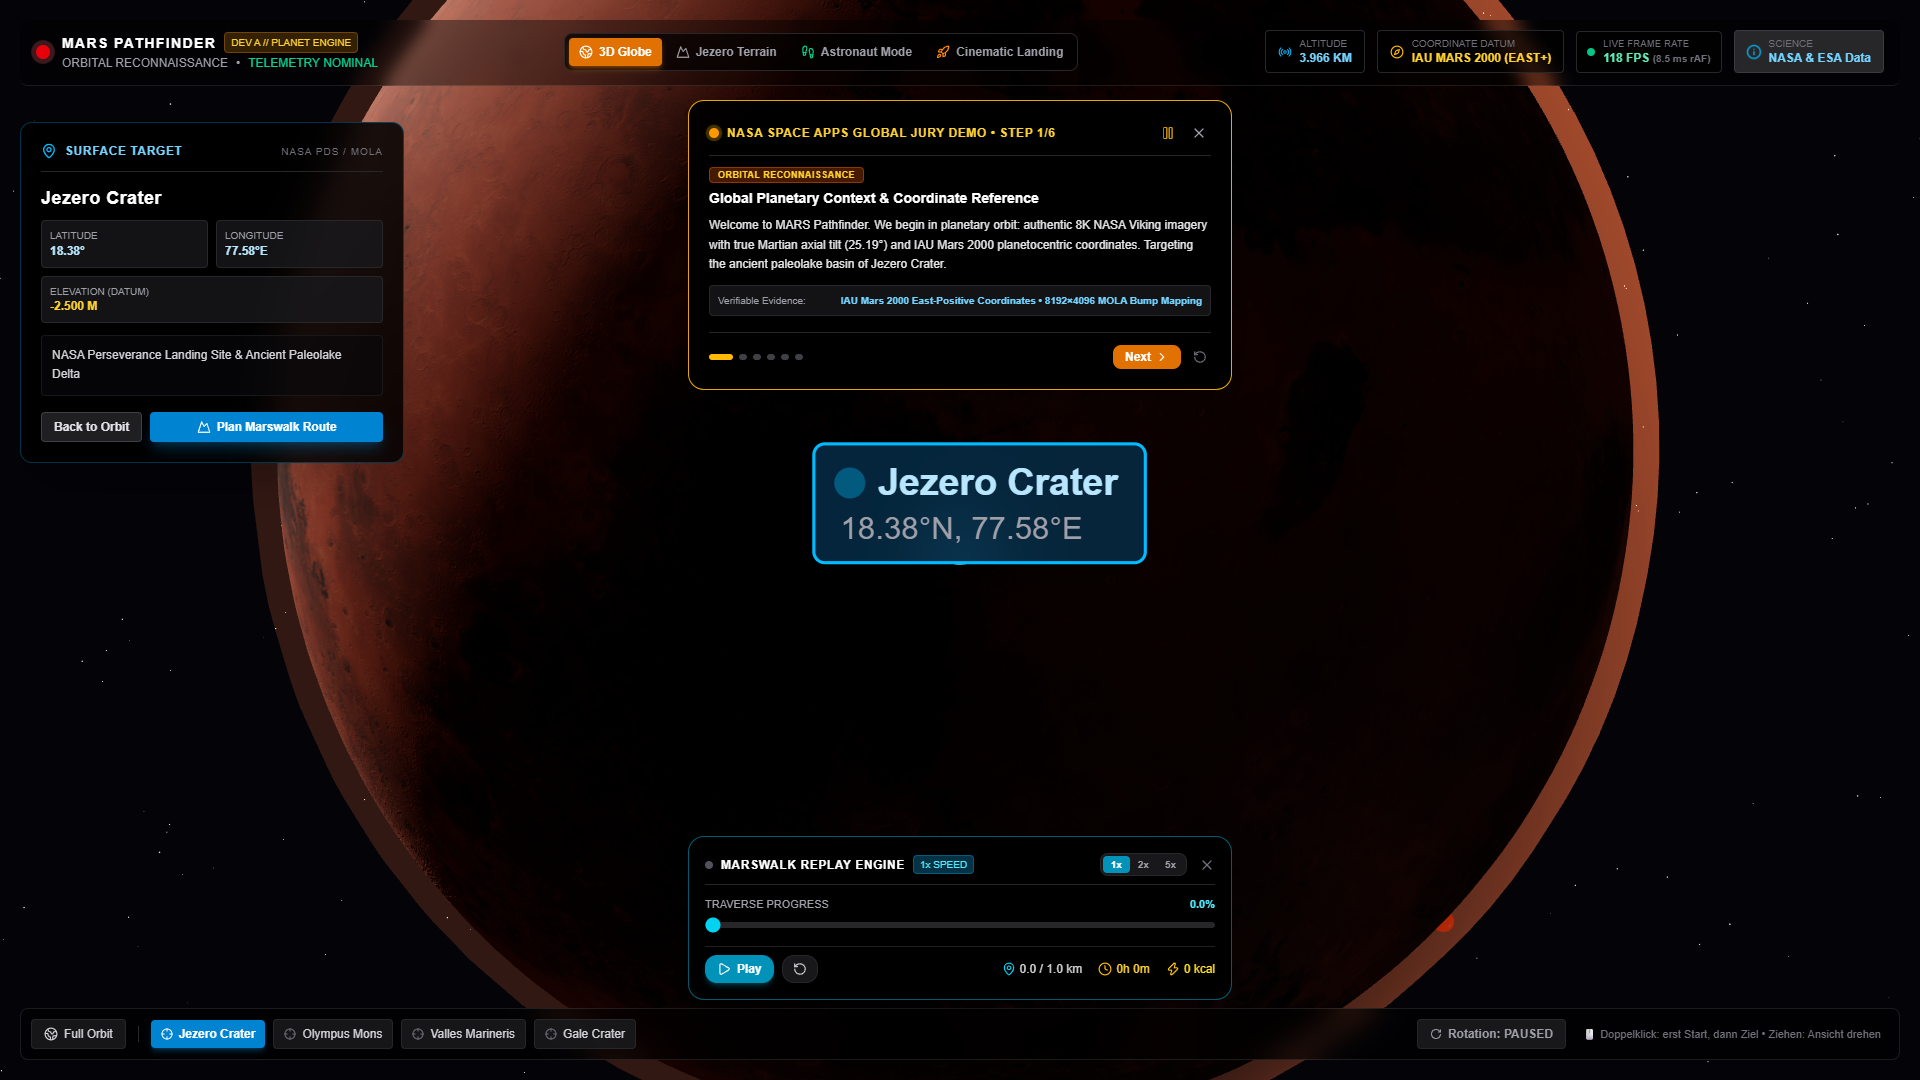 MARS PATHFINDER DEV A // PLANET ENGINE
ORBITAL RECONNAISSANCE • TELEMETRY NOMINAL
3D Globe
Jezero Terrain
Astronaut Mode
Cinematic Landing
ALTITUDE
3.966 KM
COORDINATE DATUM
IAU MARS 2000 (EAST+)
LIVE FRAME RATE
118 FPS (8.5 ms rAF)
SCIENCE
NASA & ESA Data
SURFACE TARGET NASA PDS / MOLA
Jezero Crater
LATITUDE
18.38°
LONGITUDE
77.58°E
ELEVATION (DATUM)
-2.500 M
NASA Perseverance Landing Site & Ancient Paleolake
Delta
Back to Orbit
Plan Marswalk Route
NASA SPACE APPS GLOBAL JURY DEMO • STEP 1/6
ORBITAL RECONNAISSANCE
Global Planetary Context & Coordinate Reference
Welcome to MARS Pathfinder. We begin in planetary orbit: authentic 8K NASA Viking imagery
with true Martian axial tilt (25.19°) and IAU Mars 2000 planetocentric coordinates. Targeting
the ancient paleolake basin of Jezero Crater.
Verifiable Evidence: IAU Mars 2000 East-Positive Coordinates • 8192×4096 MOLA Bump Mapping
Next
Jezero Crater
18.38°N, 77.58°E
MARSWALK REPLAY ENGINE 1x SPEED 1x 2x 5x
TRAVERSE PROGRESS 0.0%
Play 0.0 / 1.0 km 0h 0m 0 kcal
Full Orbit
Jezero Crater
Olympus Mons
Valles Marineris
Gale Crater
Rotation: PAUSED
Doppelklick: erst Start, dann Ziel • Ziehen: Ansicht drehen